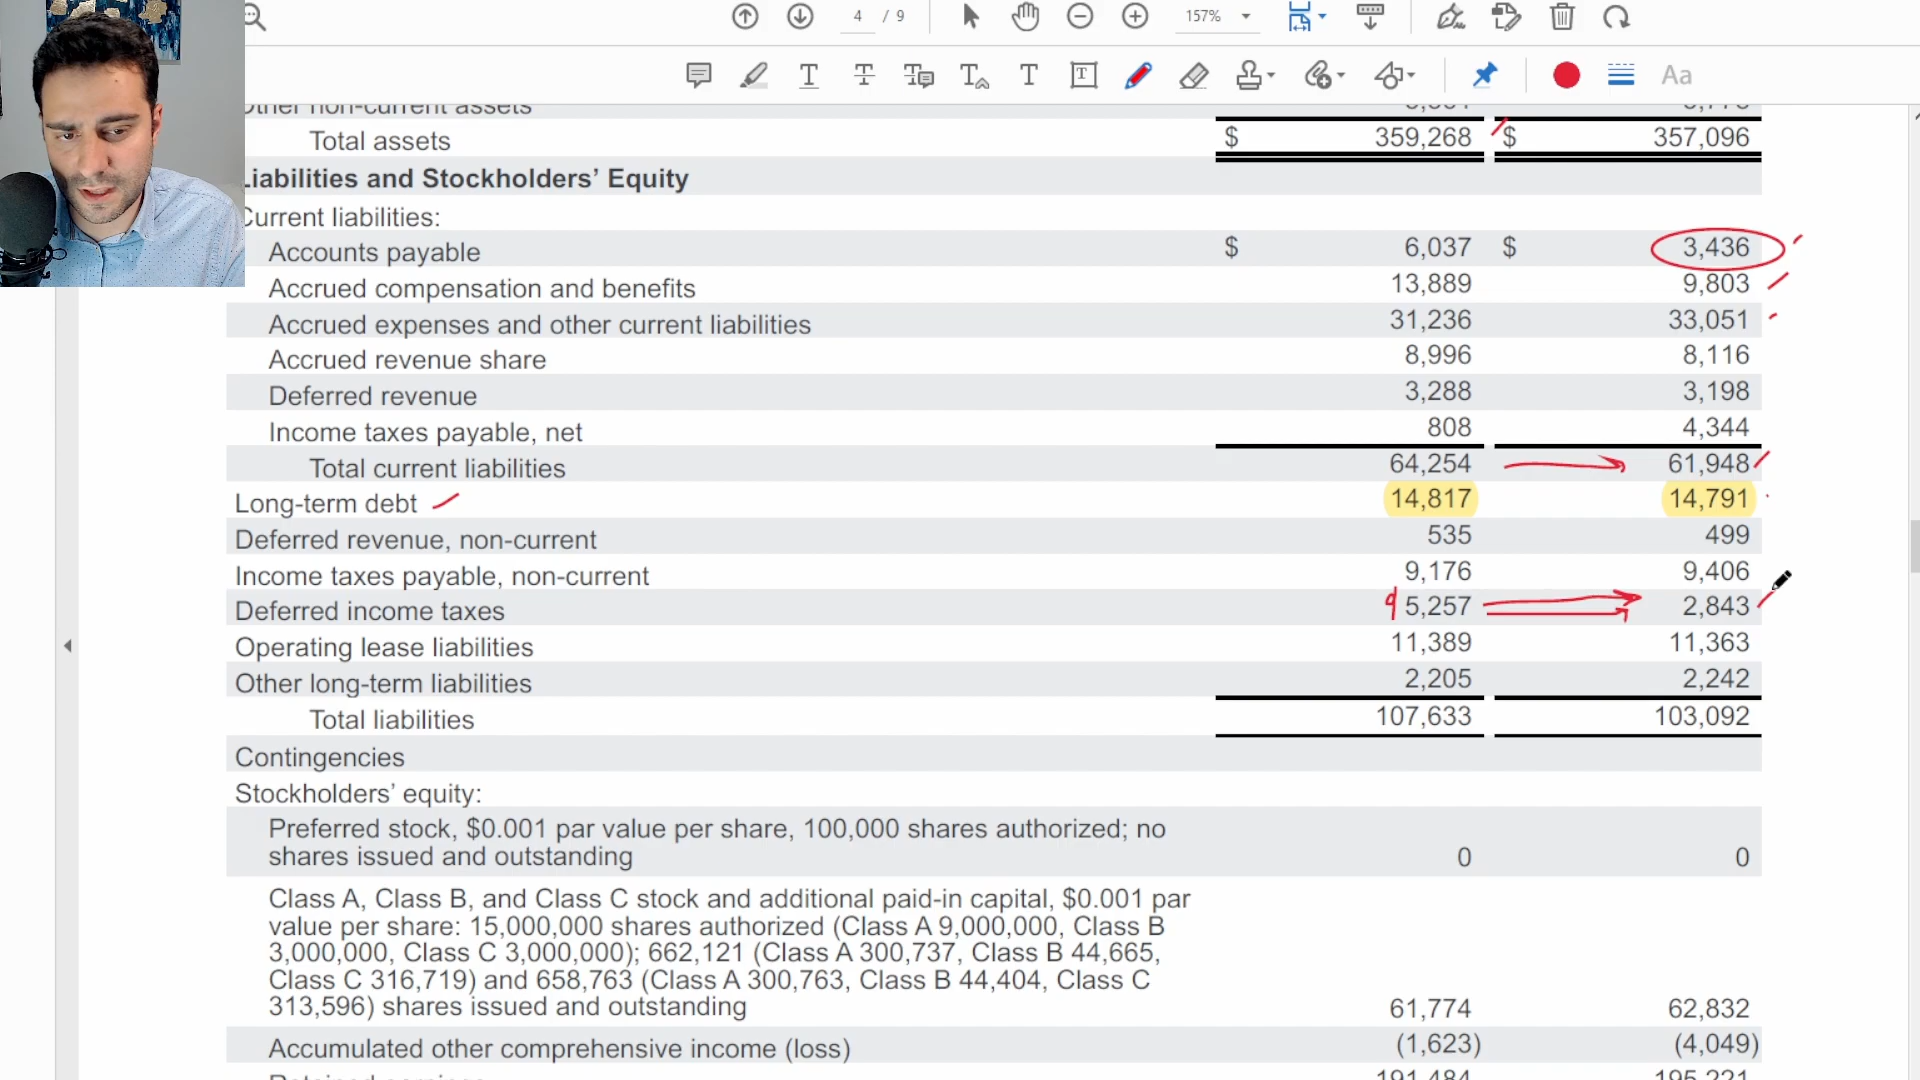 4 / 9
157%
T T T T T T Aa
Other non-current assets
Total assets $ 359,268 $ 357,096
Liabilities and Stockholders’ Equity
Current liabilities:
Accounts payable $ 6,037 $ 3,436
Accrued compensation and benefits 13,889 9,803
Accrued expenses and other current liabilities 31,236 33,051
Accrued revenue share 8,996 8,116
Deferred revenue 3,288 3,198
Income taxes payable, net 808 4,344
Total current liabilities 64,254 61,948
Long-term debt 14,817 14,791
Deferred revenue, non-current 535 499
Income taxes payable, non-current 9,176 9,406
Deferred income taxes 5,257 2,843
Operating lease liabilities 11,389 11,363
Other long-term liabilities 2,205 2,242
Total liabilities 107,633 103,092
Contingencies
Stockholders’ equity:
Preferred stock, $0.001 par value per share, 100,000 shares authorized; no
shares issued and outstanding 0 0
Class A, Class B, and Class C stock and additional paid-in capital, $0.001 par
value per share: 15,000,000 shares authorized (Class A 9,000,000, Class B
3,000,000, Class C 3,000,000); 662,121 (Class A 300,737, Class B 44,665,
Class C 316,719) and 658,763 (Class A 300,763, Class B 44,404, Class C
313,596) shares issued and outstanding 61,774 62,832
Accumulated other comprehensive income (loss) (1,623) (4,049)
Retained earnings 191,484 195,221